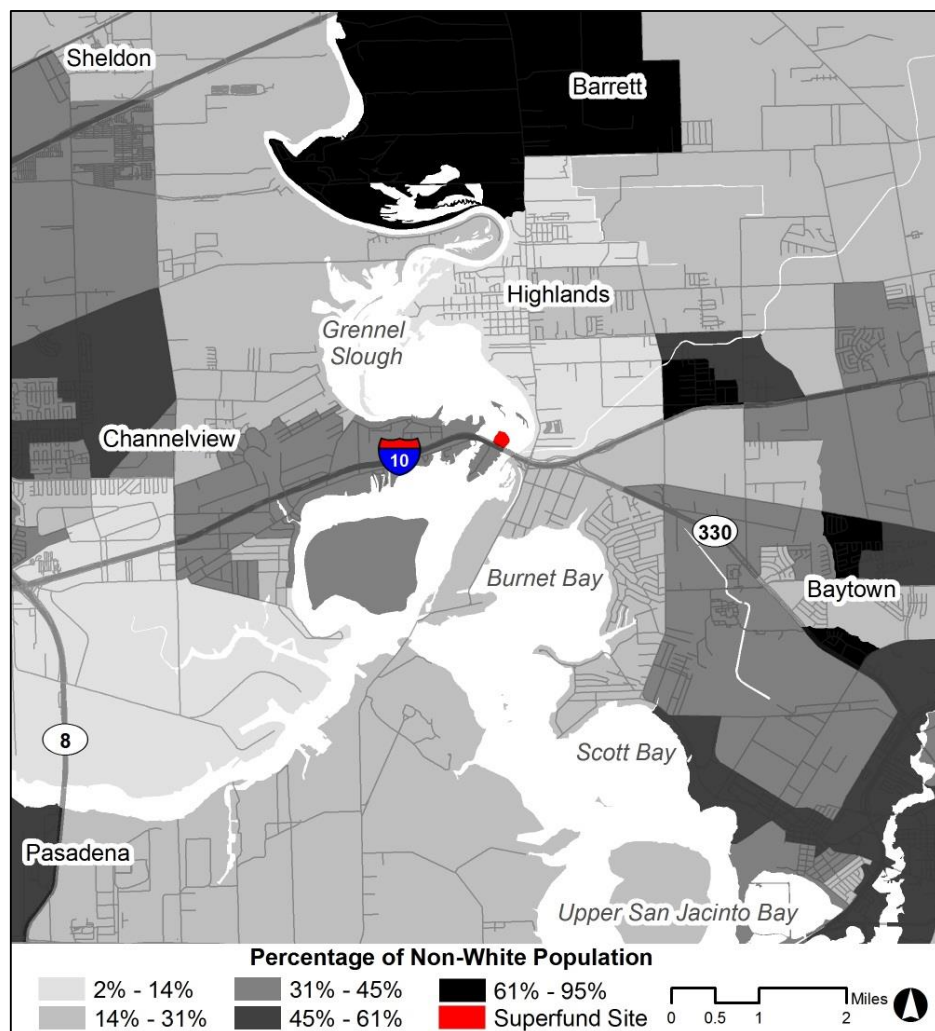 Sheldon
Barrett
Highlands
Grennel
Slough
Channelview
10
330
Burnet Bay
Baytown
8
Scott Bay
Pasadena
Upper San Jacinto Bay
Percentage of Non-White Population
2% - 14% 31% - 45% 61% - 95%
14% - 31% 45% - 61% Superfund Site
0 0.5 1 2 Miles